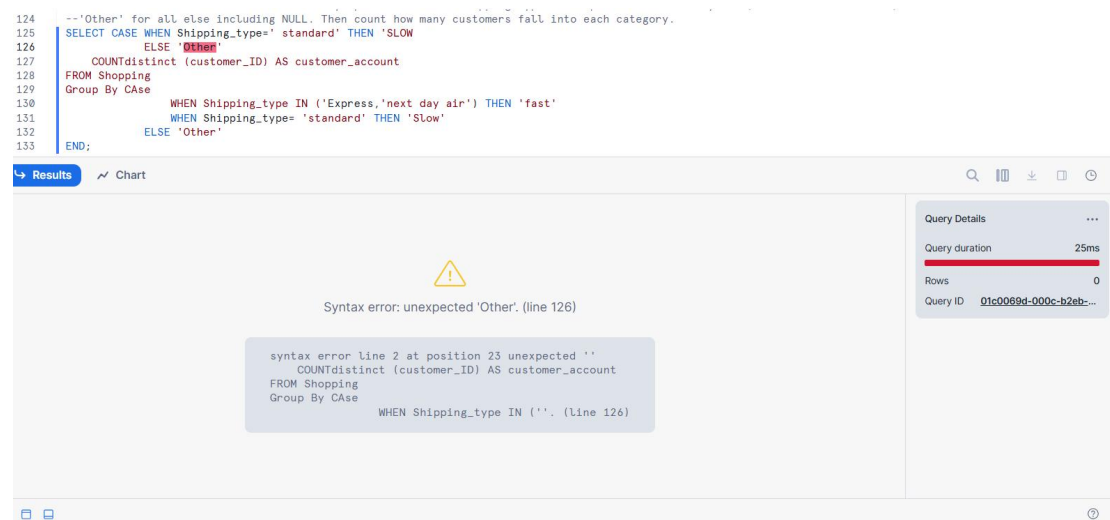 124 --'Other' for all else including NULL. Then count how many customers fall into each category.
125 SELECT CASE WHEN Shipping_type=' standard' THEN 'SLOW
126 ELSE 'Other'
127 COUNTdistinct (customer_ID) AS customer_account
128 FROM Shopping
129 Group By CAse
130 WHEN Shipping_type IN ('Express,'next day air') THEN 'fast'
131 WHEN Shipping_type= 'standard' THEN 'Slow'
132 ELSE 'Other'
133 END;
Results Chart
Query Details ...
Query duration 25ms
Rows 0
Query ID 01c0069d-000c-b2eb-...
Syntax error: unexpected 'Other'. (line 126)
syntax error line 2 at position 23 unexpected ''
COUNTdistinct (customer_ID) AS customer_account
FROM Shopping
Group By CAse
WHEN Shipping_type IN (''. (line 126)